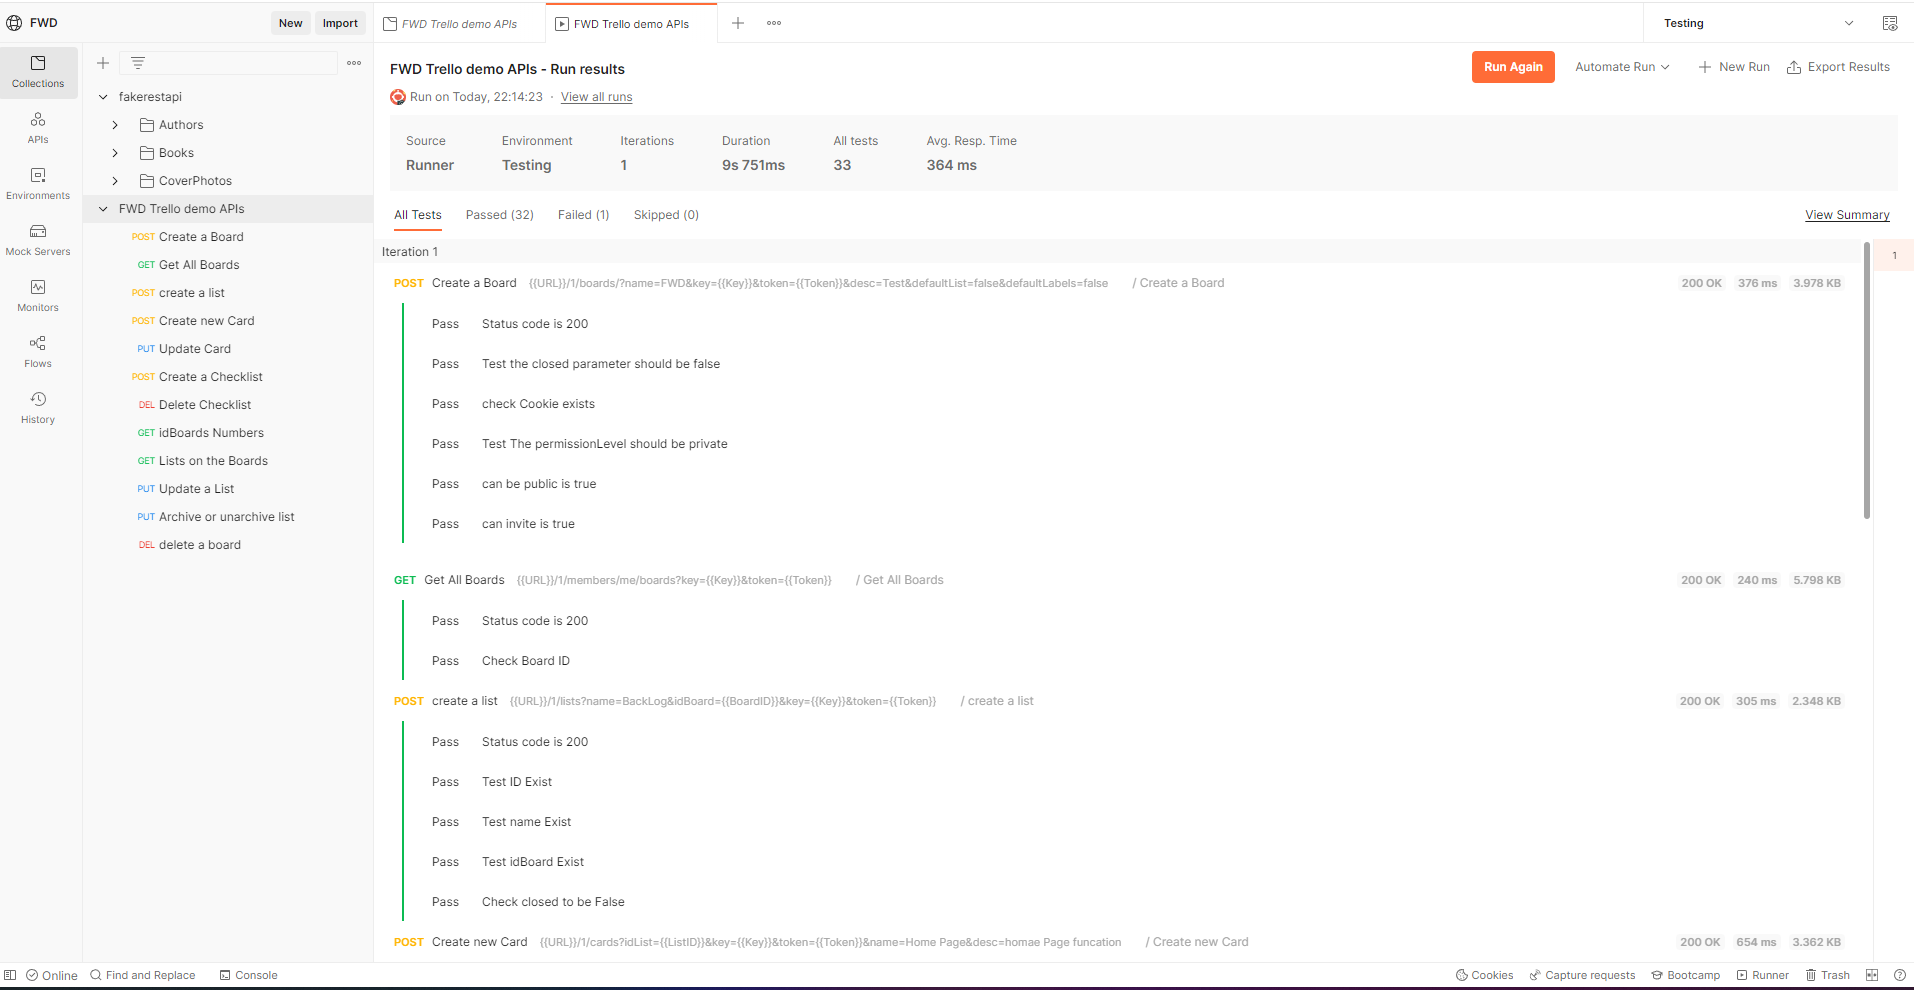 FWD
New
Import
FWD Trello demo APIs
FWD Trello demo APIs
Testing
Collections
APIs
Environments
Mock Servers
Monitors
Flows
History
fakerestapi
Authors
Books
CoverPhotos
FWD Trello demo APIs
POST Create a Board
GET Get All Boards
POST create a list
POST Create new Card
PUT Update Card
POST Create a Checklist
DEL Delete Checklist
GET idBoards Numbers
GET Lists on the Boards
PUT Update a List
PUT Archive or unarchive list
DEL delete a board
FWD Trello demo APIs - Run results
Run Again
Automate Run
New Run
Export Results
Run on Today, 22:14:23 · View all runs
Source Environment Iterations Duration All tests Avg. Resp. Time
Runner Testing 1 9s 751ms 33 364 ms
All Tests Passed (32) Failed (1) Skipped (0) View Summary
Iteration 1
1
POST Create a Board {{URL}}/1/boards/?name=FWD&key={{Key}}&token={{Token}}&desc=Test&defaultList=false&defaultLabels=false / Create a Board 200 OK 376 ms 3.978 KB
Pass Status code is 200
Pass Test the closed parameter should be false
Pass check Cookie exists
Pass Test The permissionLevel should be private
Pass can be public is true
Pass can invite is true
GET Get All Boards {{URL}}/1/members/me/boards?key={{Key}}&token={{Token}} / Get All Boards 200 OK 240 ms 5.798 KB
Pass Status code is 200
Pass Check Board ID
POST create a list {{URL}}/1/lists?name=BackLog&idBoard={{BoardID}}&key={{Key}}&token={{Token}} / create a list 200 OK 305 ms 2.348 KB
Pass Status code is 200
Pass Test ID Exist
Pass Test name Exist
Pass Test idBoard Exist
Pass Check closed to be False
POST Create new Card {{URL}}/1/cards?idList={{ListID}}&key={{Key}}&token={{Token}}&name=Home Page&desc=homae Page funcation / Create new Card 200 OK 654 ms 3.362 KB
Online Find and Replace Console Cookies Capture requests Bootcamp Runner Trash